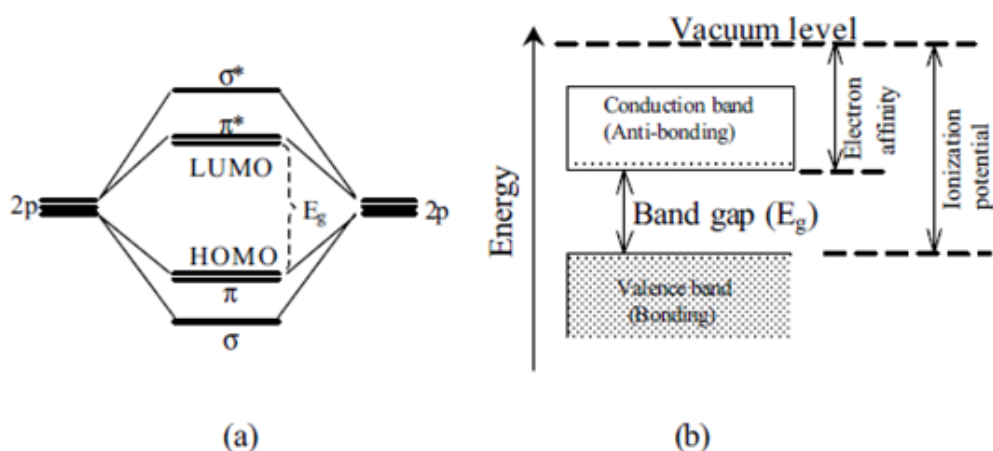 σ*
π*
LUMO
2p
2p
E_g
HOMO
π
σ
(a)
Vacuum level
Energy
Conduction band
(Anti-bonding)
Electron
affinity
Ionization
potential
Band gap (E_g)
Valence band
(Bonding)
(b)